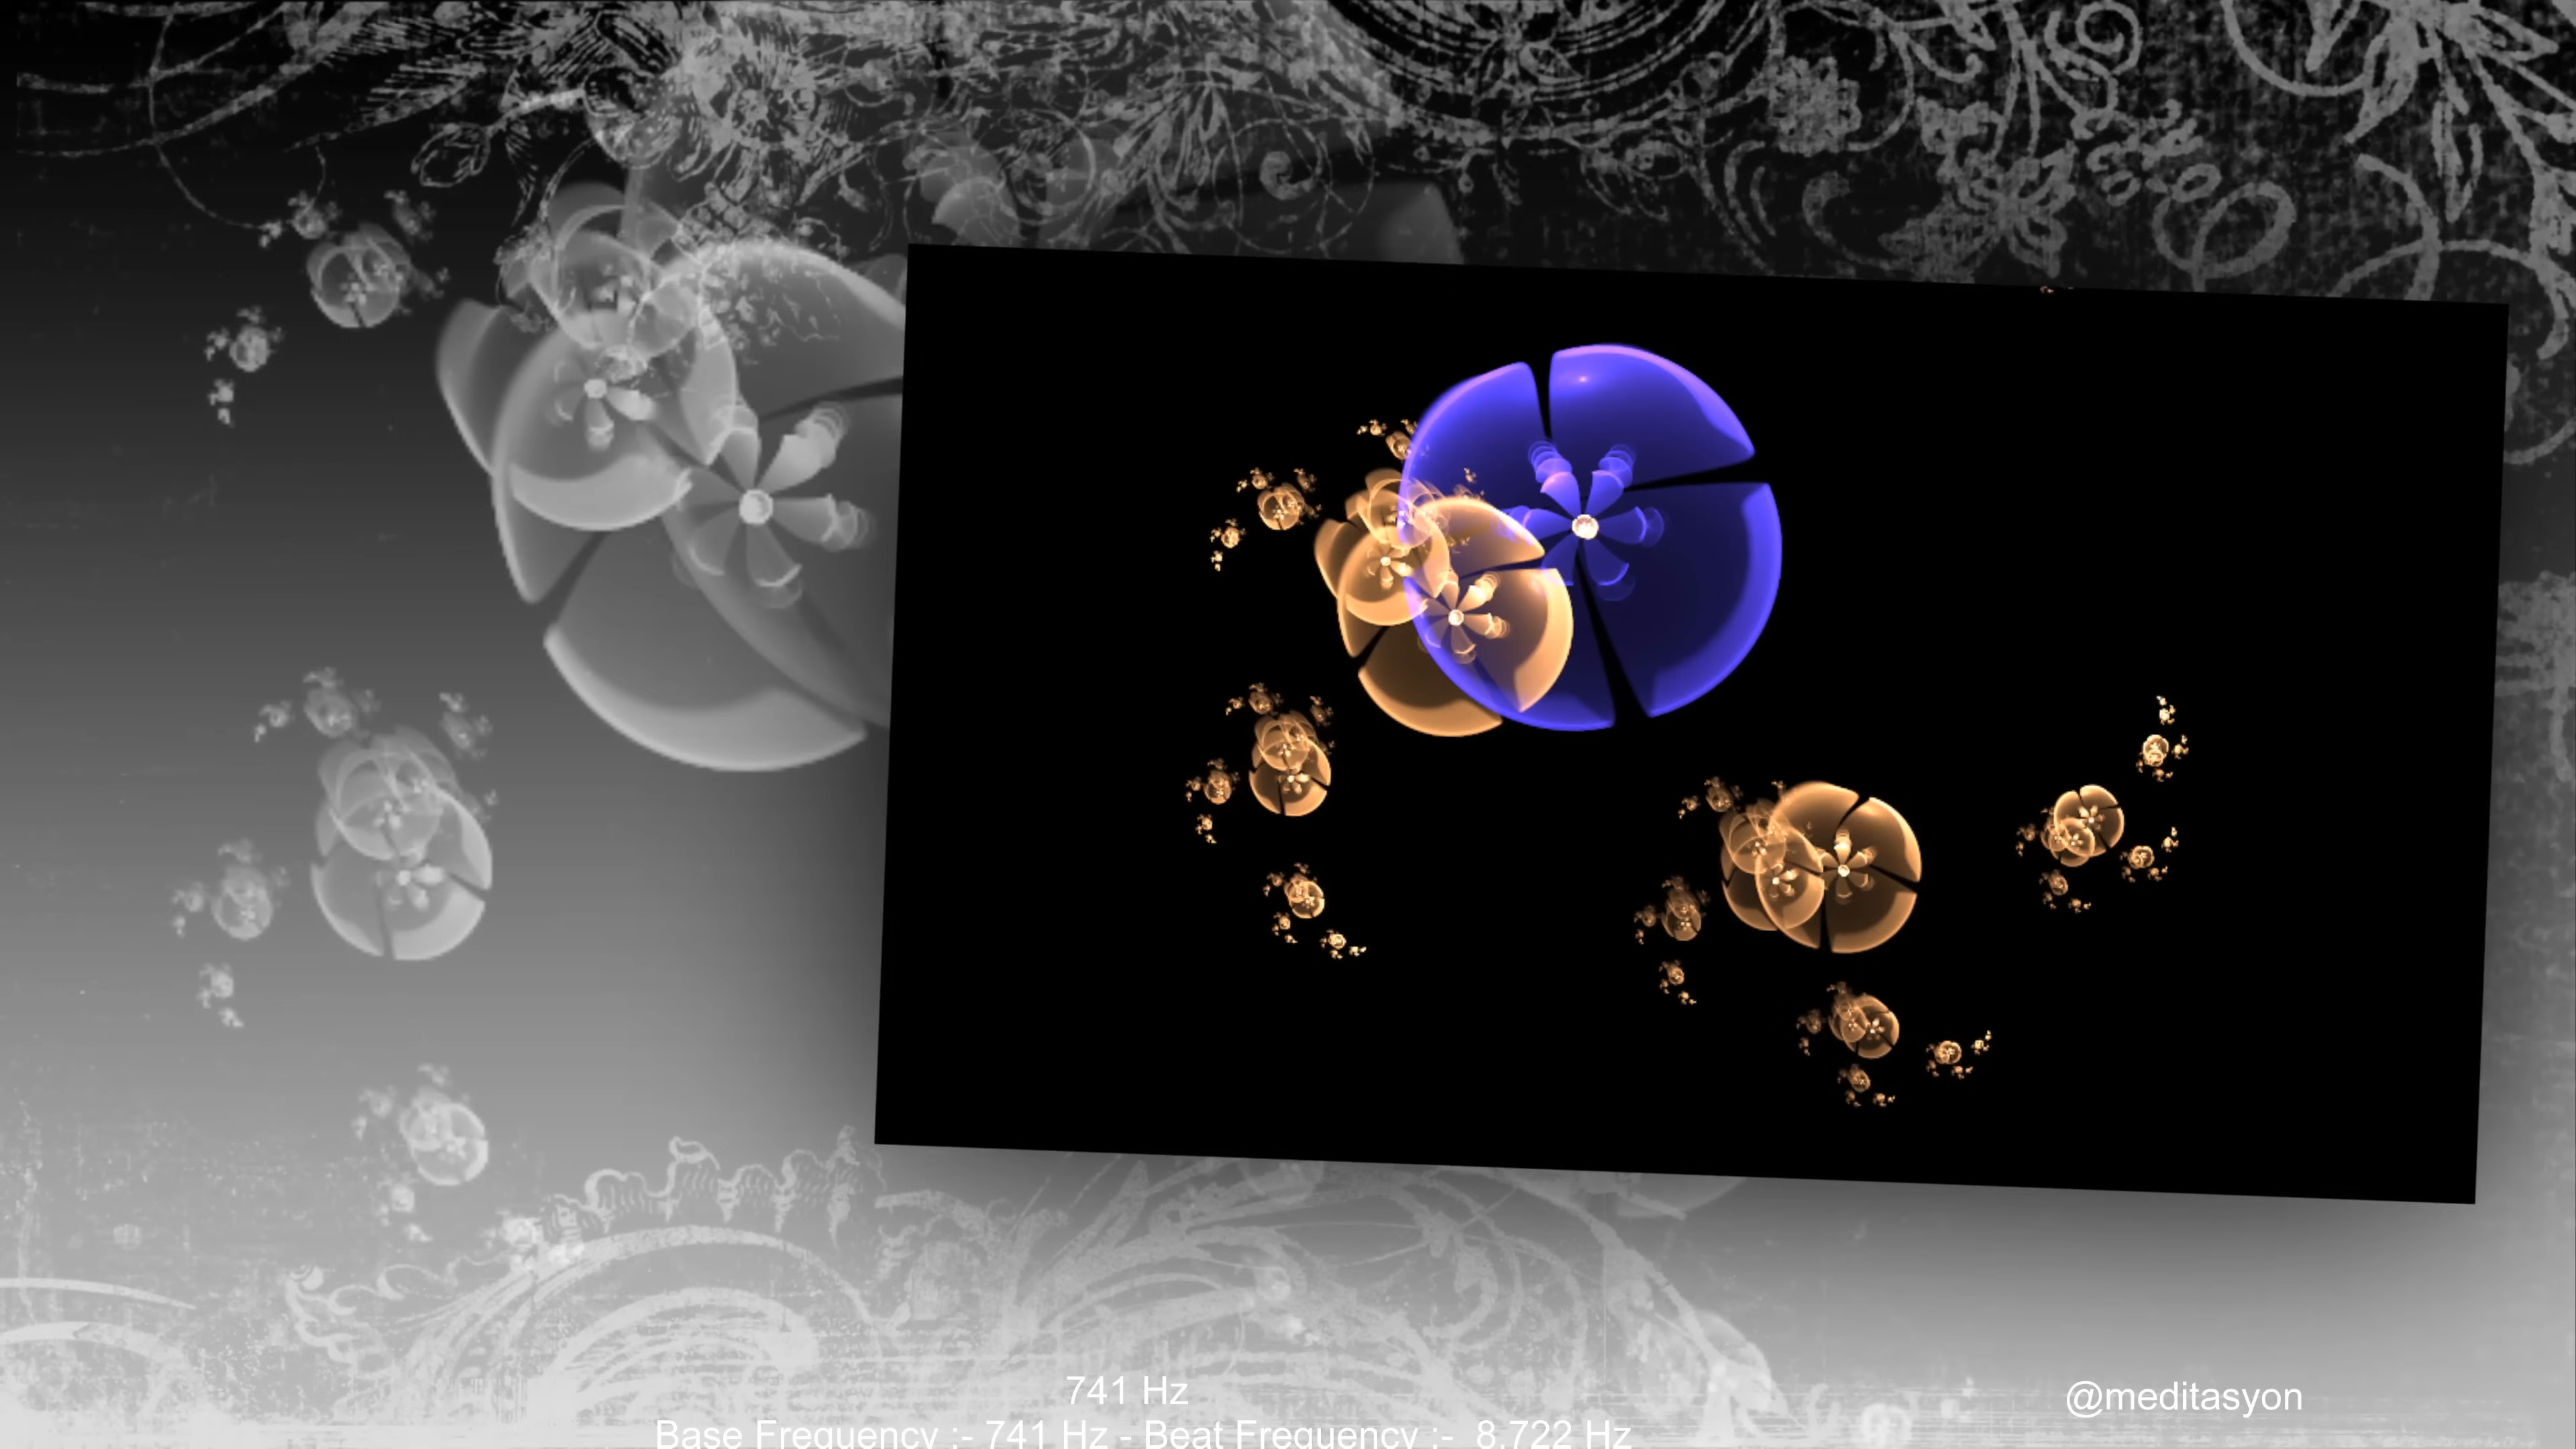 741 Hz
@meditasyon
Base Frequency :- 741 Hz - Beat Frequency :-  8.722 Hz